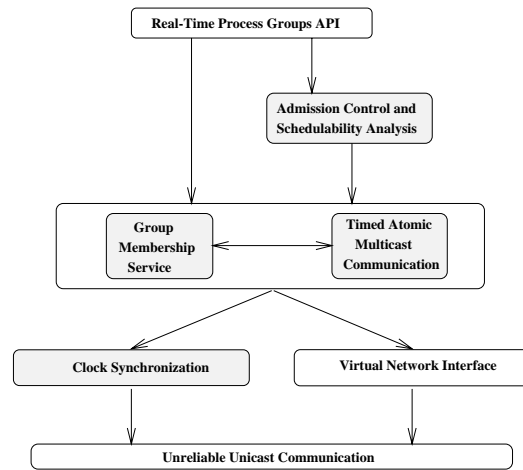 Real-Time Process Groups API
Admission Control and
Schedulability Analysis
Group
Membership
Service
Timed Atomic
Multicast
Communication
Clock Synchronization
Virtual Network Interface
Unreliable Unicast Communication